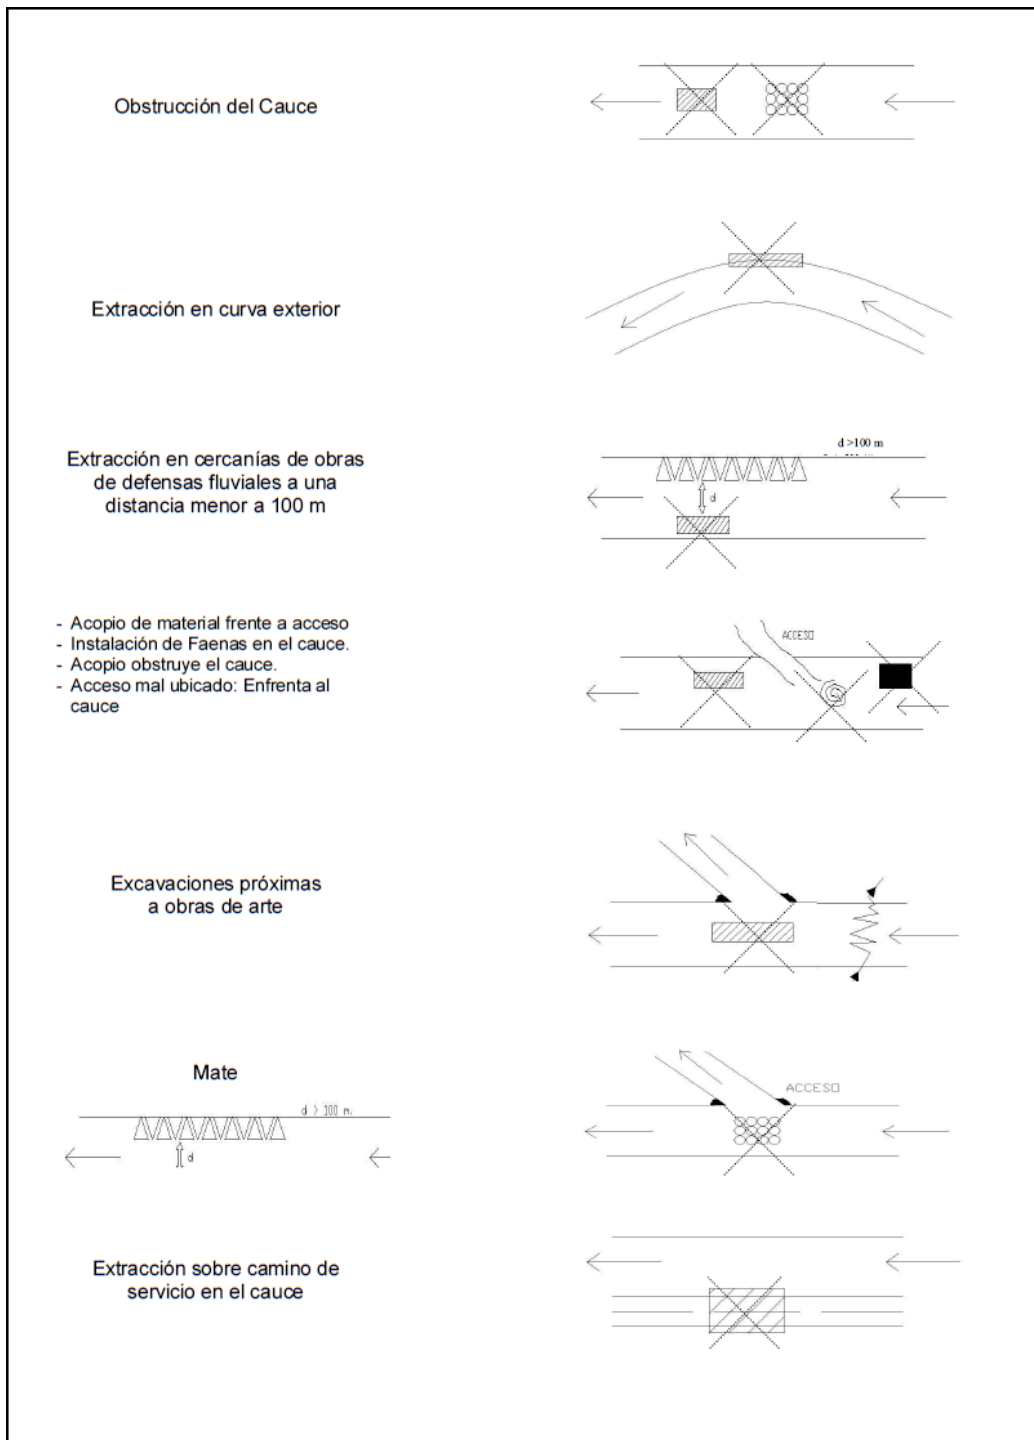 Obstrucción del Cauce
Extracción en curva exterior
Extracción en cercanías de obras
de defensas fluviales a una
distancia menor a 100 m
d >100 m
d
- Acopio de material frente a acceso
- Instalación de Faenas en el cauce.
- Acopio obstruye el cauce.
- Acceso mal ubicado: Enfrenta al
cauce
ACCESO
Excavaciones próximas
a obras de arte
Mate
d > 100 m.
d
ACCESO
Extracción sobre camino de
servicio en el cauce